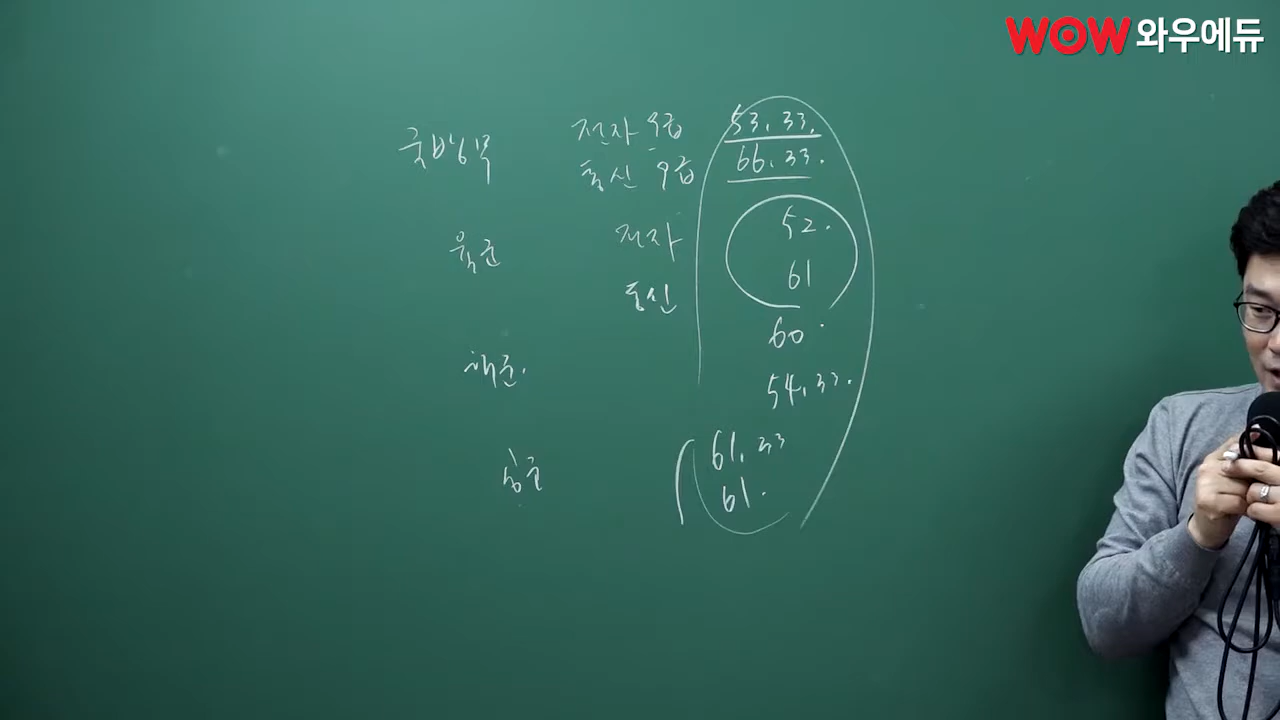 WOW 와우에듀
국방부 전자 9급 53.33.
통신 9급 66.33.
육군 전자 52.
통신 61
60.
해군. 54.33.
공군 61.33
61.